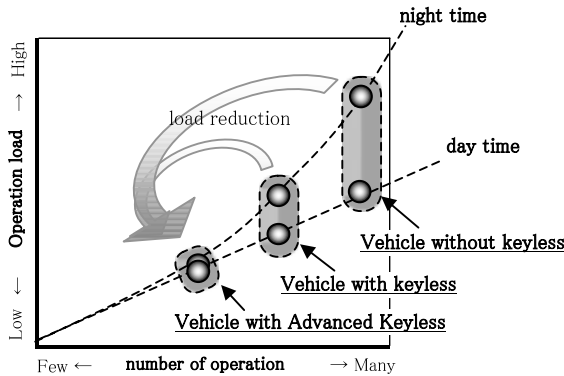 night time
High
load reduction
day time
→
Operation load
Vehicle without keyless
←
Vehicle with keyless
Low
Vehicle with Advanced Keyless
Few ← number of operation → Many